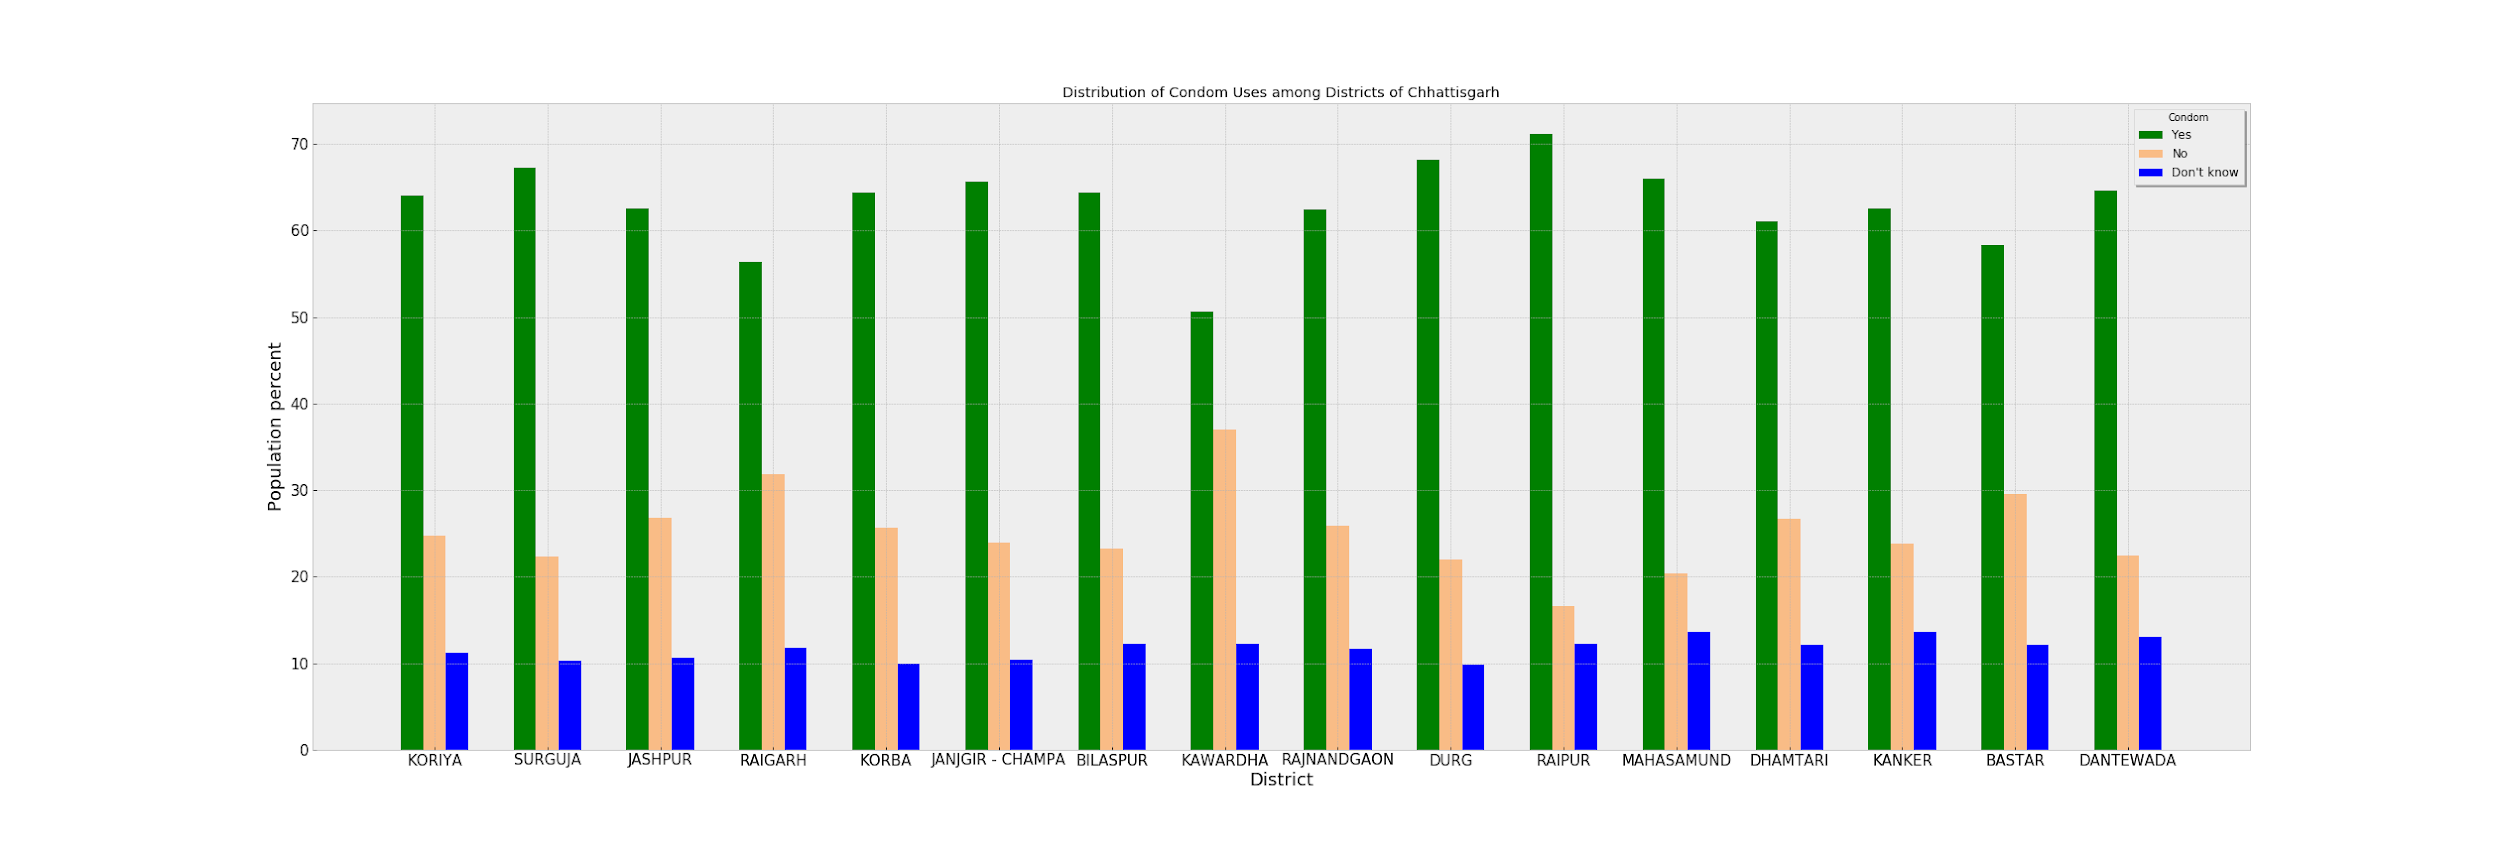 Distribution of Condom Uses among Districts of Chhattisgarh
Condom
Yes
No
Don't know
Population percent
70
60
50
40
30
20
10
0
KORIYA SURGUJA JASHPUR RAIGARH KORBA JANJGIR - CHAMPA BILASPUR KAWARDHA RAJNANDGAON DURG RAIPUR MAHASAMUND DHAMTARI KANKER BASTAR DANTEWADA
District